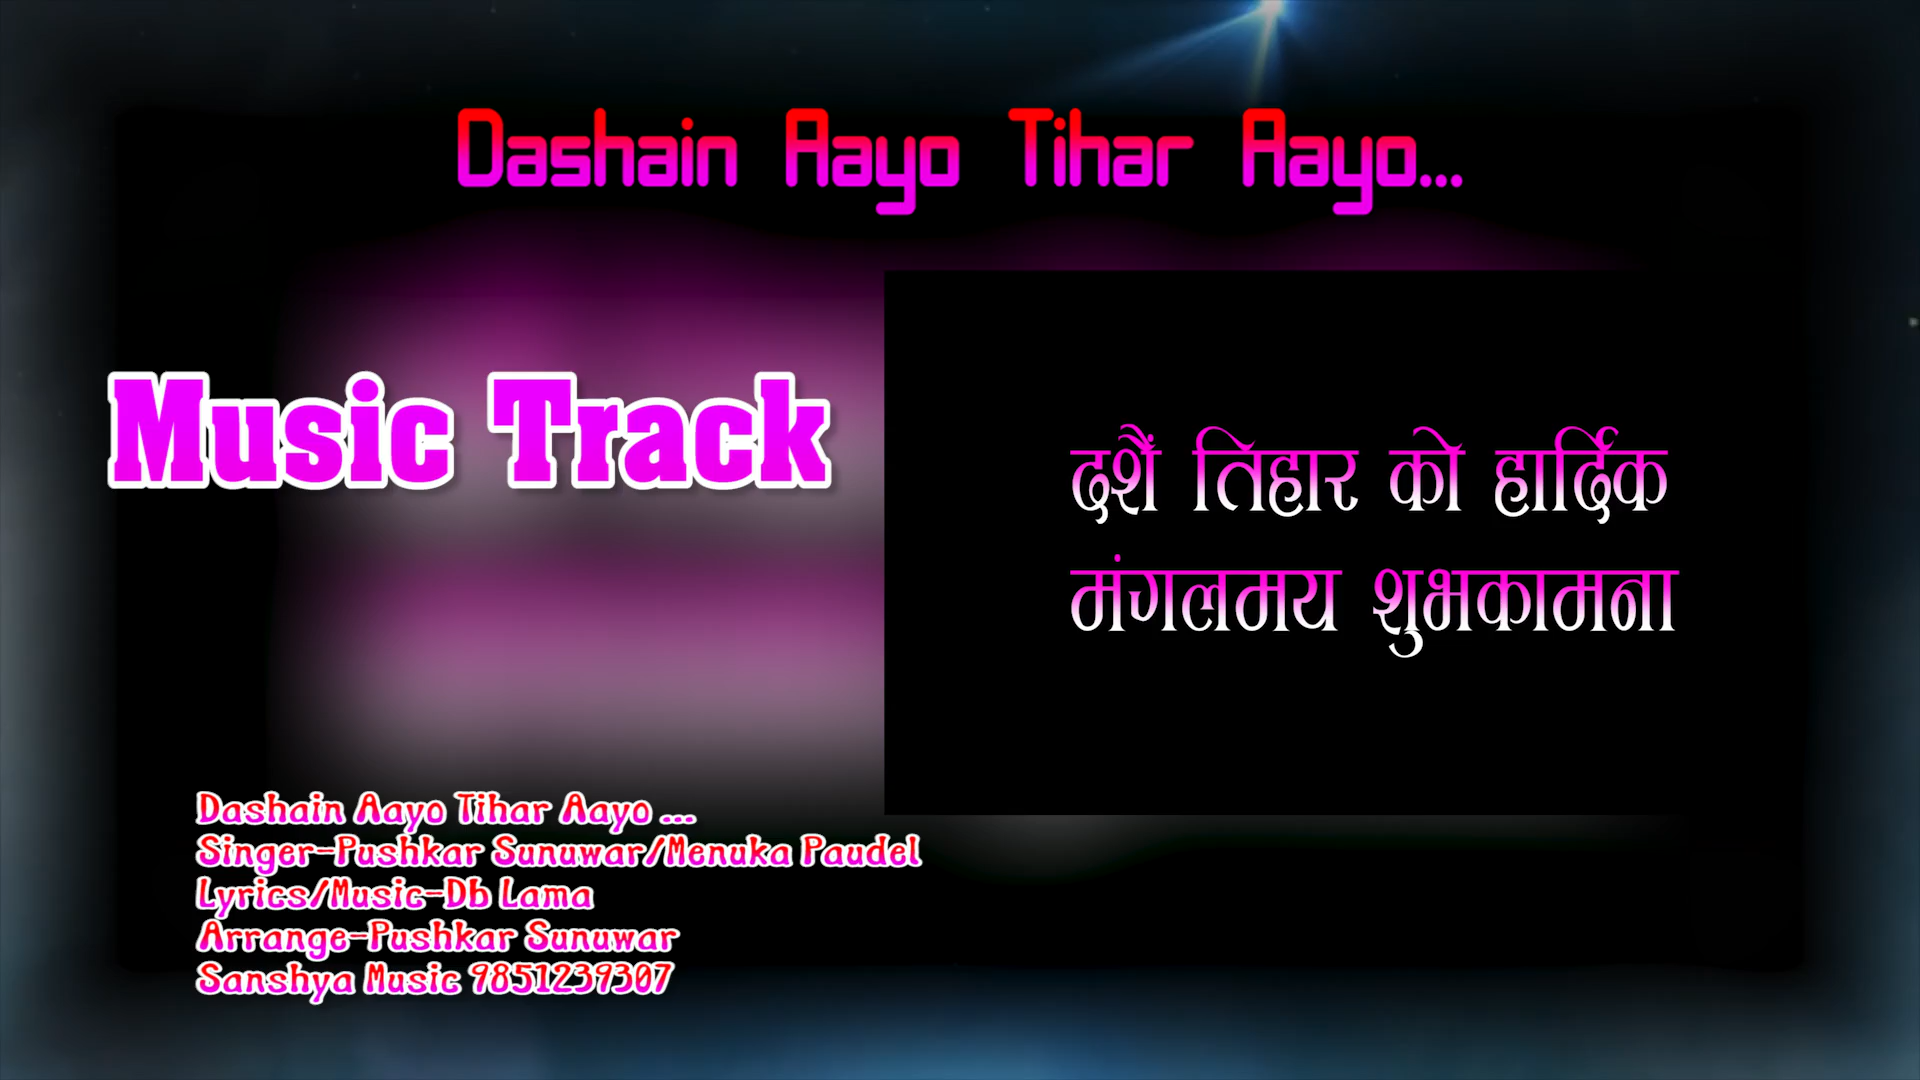 Dashain Aayo Tihar Aayo...
Music Track
दशैं तिहार को हार्दिक
मंगलमय शुभकामना
Dashain Aayo Tihar Aayo ...
Singer-Pushkar Sunuwar/Menuka Paudel
Lyrics/Music-Db Lama
Arrange-Pushkar Sunuwar
Sanshya Music 9851239307